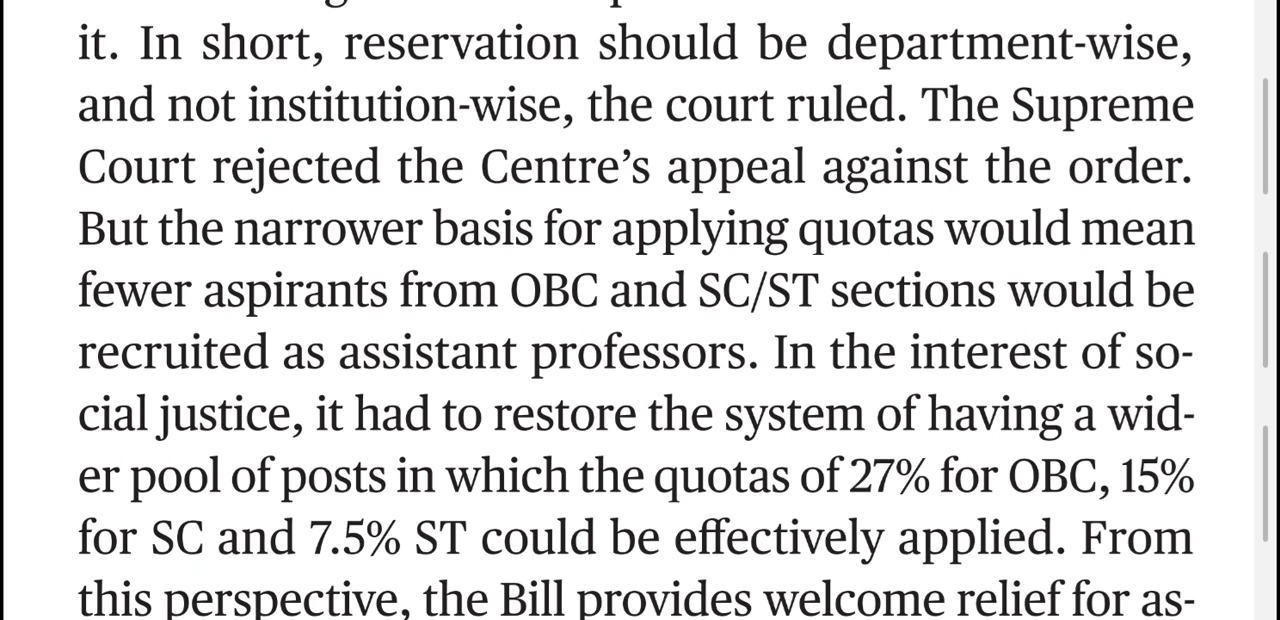 it. In short, reservation should be department-wise,
and not institution-wise, the court ruled. The Supreme
Court rejected the Centre’s appeal against the order.
But the narrower basis for applying quotas would mean
fewer aspirants from OBC and SC/ST sections would be
recruited as assistant professors. In the interest of so-
cial justice, it had to restore the system of having a wid-
er pool of posts in which the quotas of 27% for OBC, 15%
for SC and 7.5% ST could be effectively applied. From
this perspective, the Bill provides welcome relief for as-